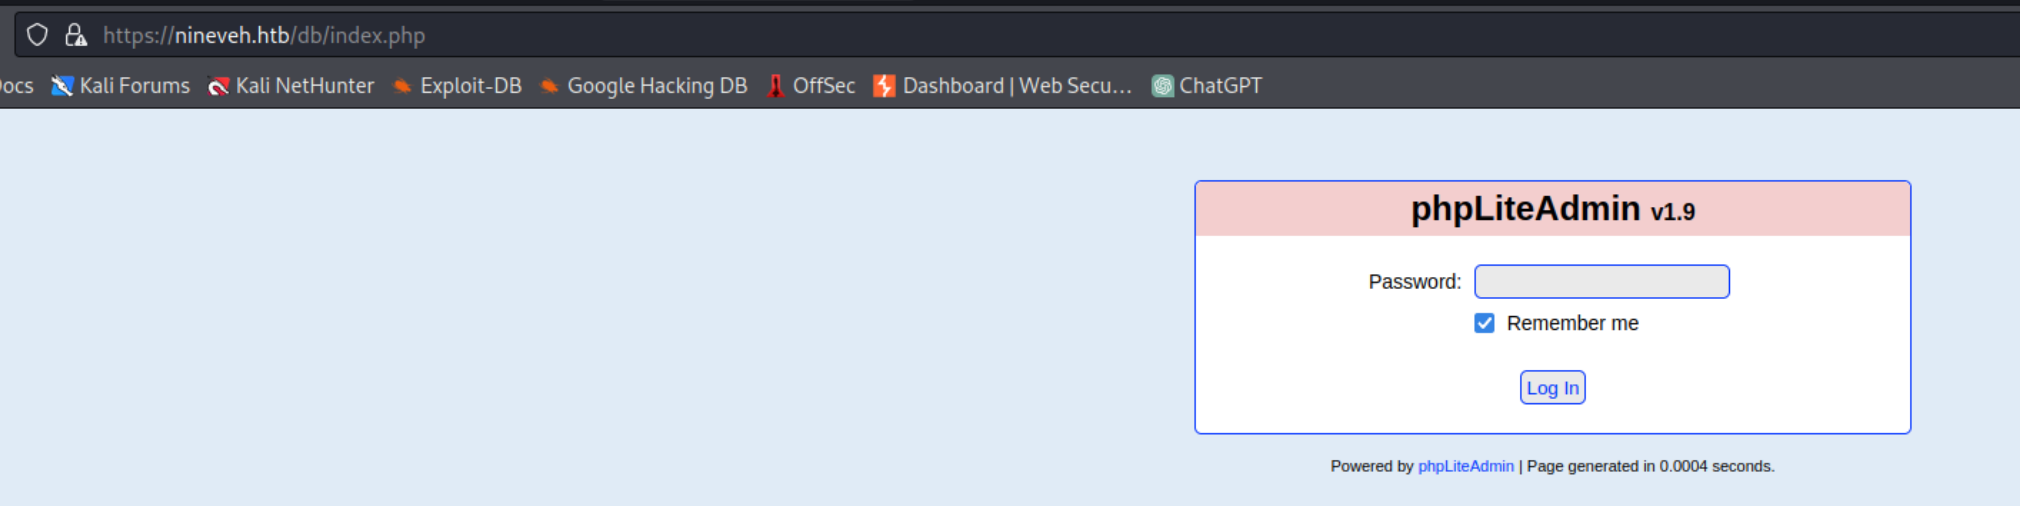 https://nineveh.htb/db/index.php
ocs Kali Forums Kali NetHunter Exploit-DB Google Hacking DB OffSec Dashboard | Web Secu... ChatGPT
phpLiteAdmin v1.9
Password:
Remember me
Log In
Powered by phpLiteAdmin | Page generated in 0.0004 seconds.